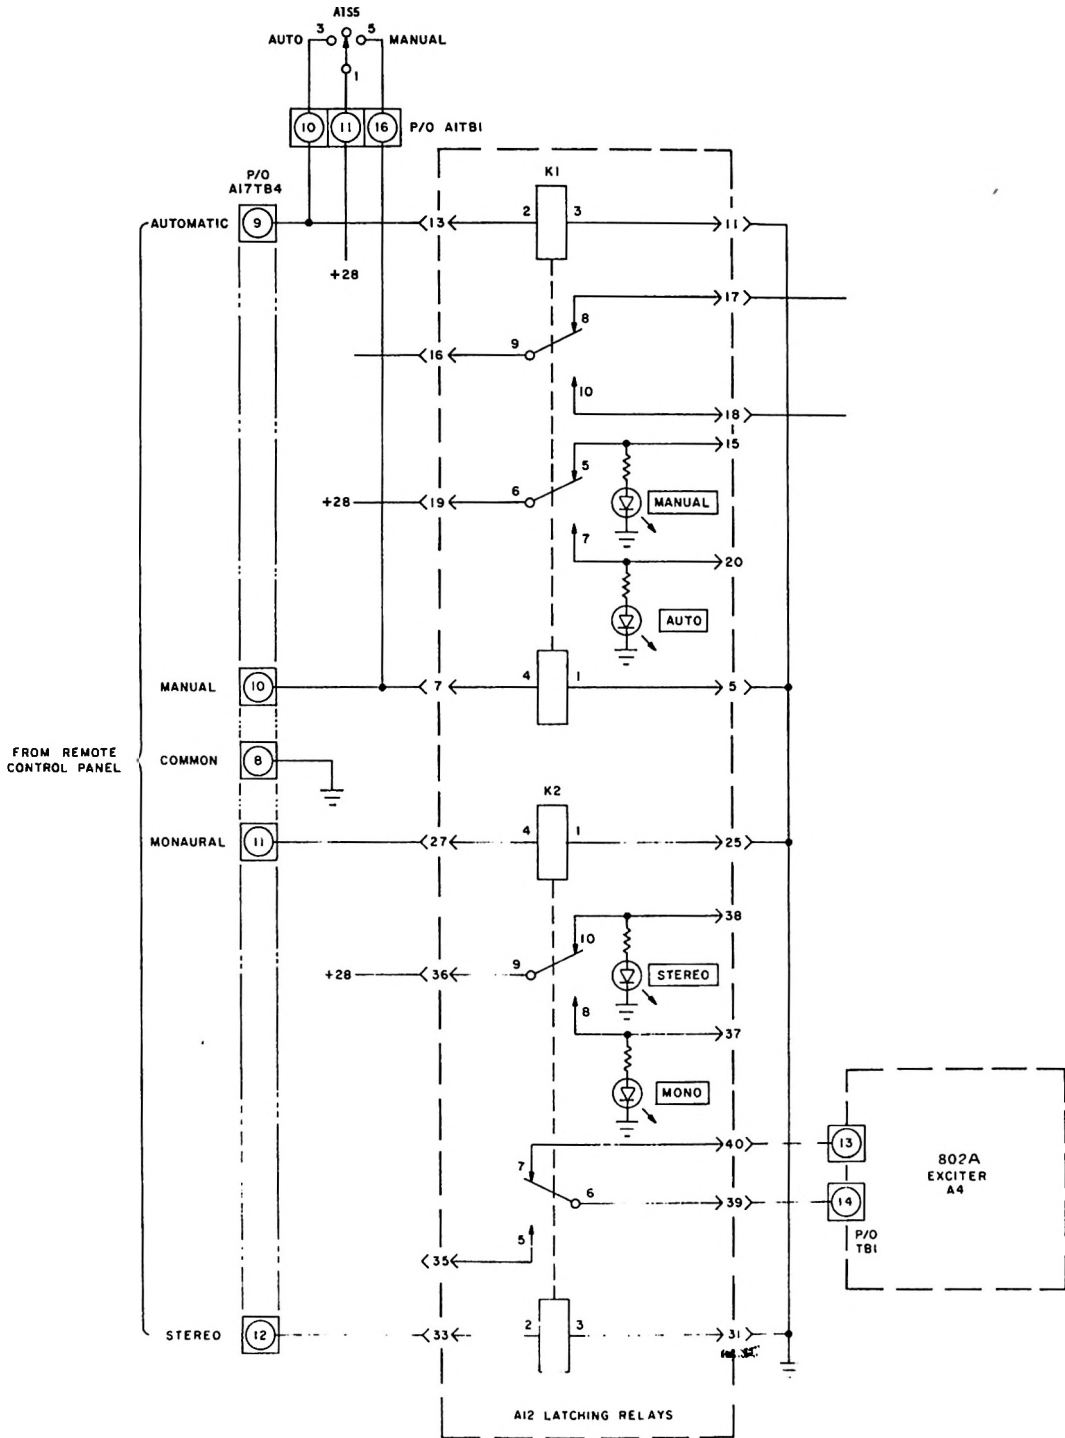 A1S5
3 5
AUTO MANUAL
1
10 11 16 P/O A1TB1
P/O
A17TB4
K1
AUTOMATIC 9 13 2 3 11
+28
17
8
9
16
10
18
15
5
+28 19 6
MANUAL
7
20
AUTO
MANUAL 10 7 4 1 5
FROM REMOTE
CONTROL PANEL
COMMON 8
K2
MONAURAL 11 27 4 1 25
38
10
+28 36 9
STEREO
8
37
MONO
40 13
7
802A
EXCITER
A4
6 39 14
P/O
TB1
5
35
STEREO 12 33 2 3 31
A12 LATCHING RELAYS